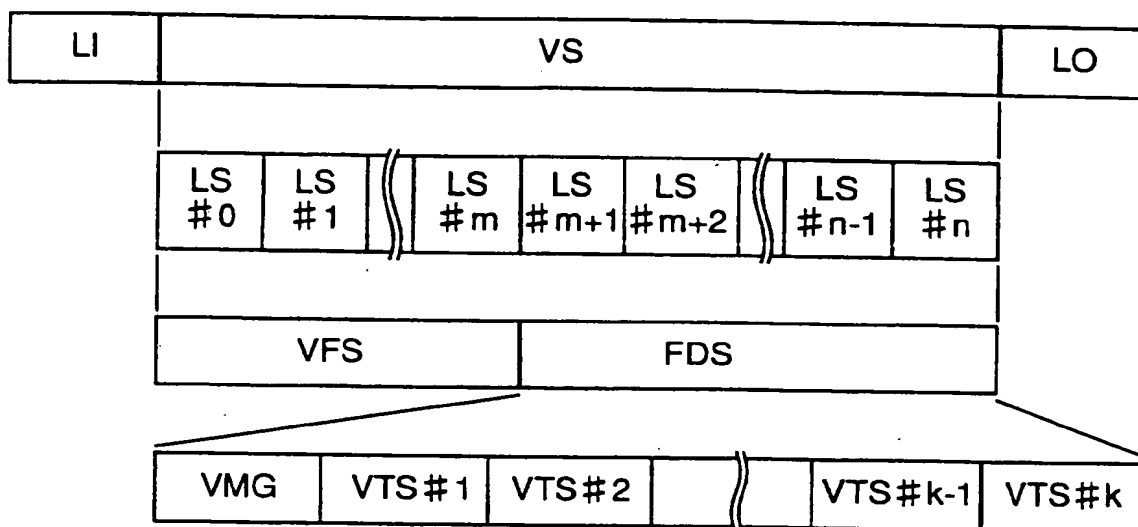 LI VS LO
LS LS LS LS LS LS LS
#0 #1 #m #m+1 #m+2 #n-1 #n
VFS FDS
VMG VTS#1 VTS#2 VTS#k-1 VTS#k